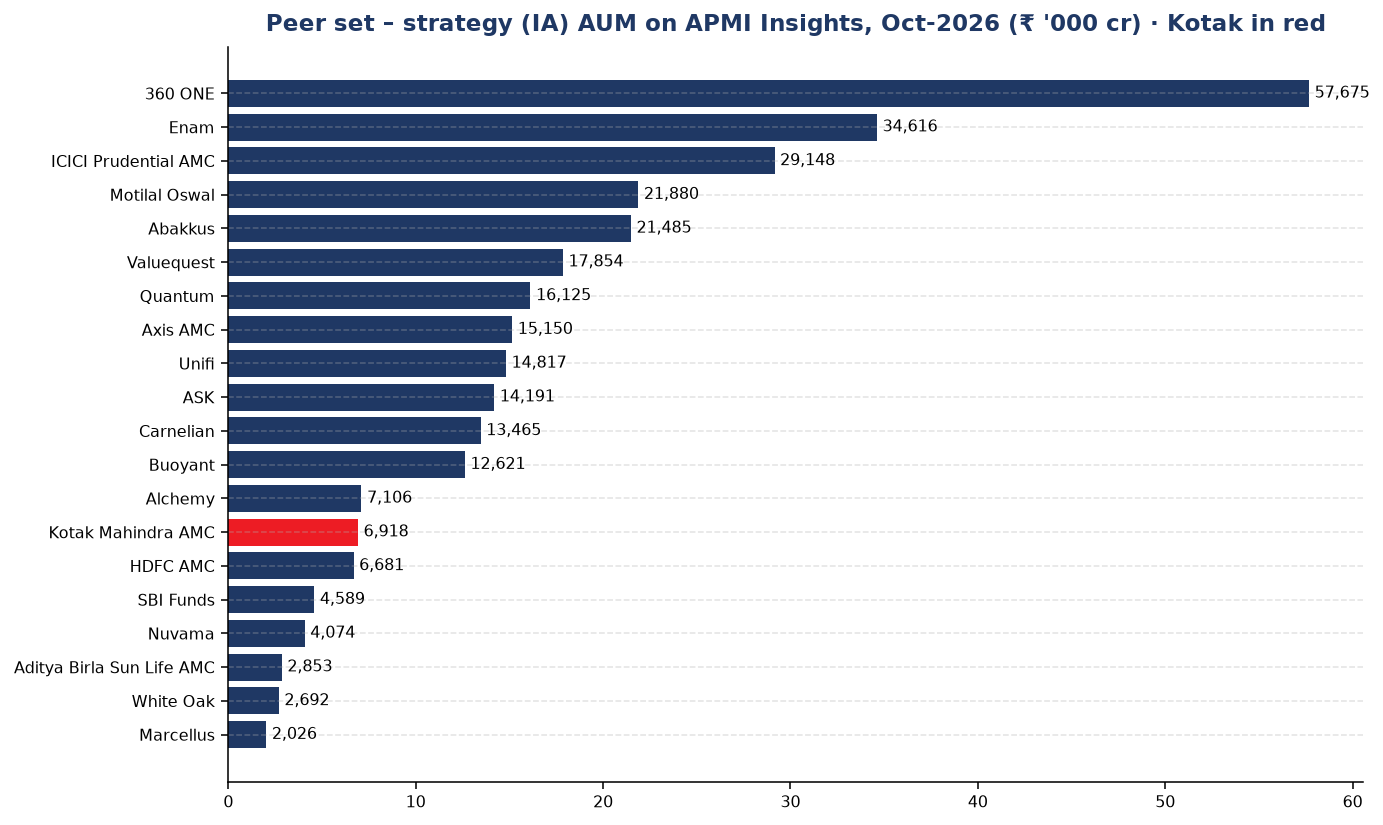 Peer set – strategy (IA) AUM on APMI Insights, Oct-2026 (₹ '000 cr) · Kotak in red
360 ONE 57,675
Enam 34,616
ICICI Prudential AMC 29,148
Motilal Oswal 21,880
Abakkus 21,485
Valuequest 17,854
Quantum 16,125
Axis AMC 15,150
Unifi 14,817
ASK 14,191
Carnelian 13,465
Buoyant 12,621
Alchemy 7,106
Kotak Mahindra AMC 6,918
HDFC AMC 6,681
SBI Funds 4,589
Nuvama 4,074
Aditya Birla Sun Life AMC 2,853
White Oak 2,692
Marcellus 2,026
0 10 20 30 40 50 60